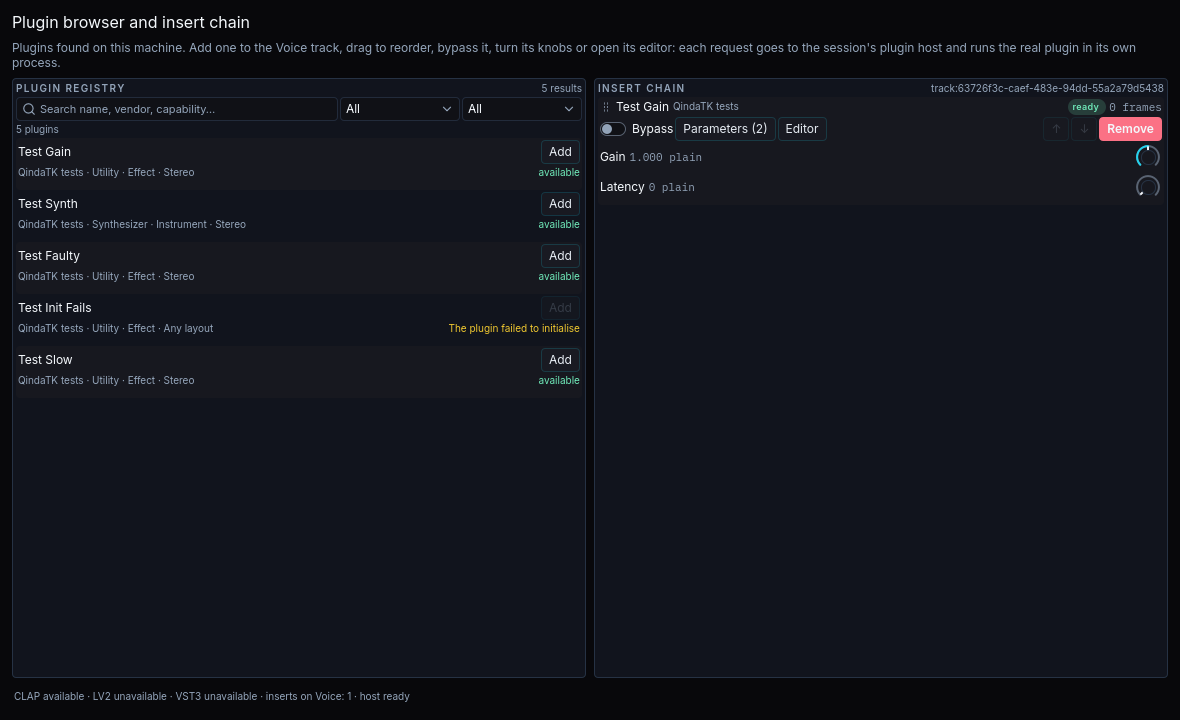 Plugin browser and insert chain
Plugins found on this machine. Add one to the Voice track, drag to reorder, bypass it, turn its knobs or open its editor: each request goes to the session's plugin host and runs the real plugin in its own
process.
PLUGIN REGISTRY 5 results
Search name, vendor, capability... All All
5 plugins
Test Gain Add
QindaTK tests · Utility · Effect · Stereo available
Test Synth Add
QindaTK tests · Synthesizer · Instrument · Stereo available
Test Faulty Add
QindaTK tests · Utility · Effect · Stereo available
Test Init Fails Add
QindaTK tests · Utility · Effect · Any layout The plugin failed to initialise
Test Slow Add
QindaTK tests · Utility · Effect · Stereo available
INSERT CHAIN track:63726f3c-caef-483e-94dd-55a2a79d5438
Test Gain QindaTK tests ready 0 frames
Bypass Parameters (2) Editor ↑ ↓ Remove
Gain 1.000 plain
Latency 0 plain
CLAP available · LV2 unavailable · VST3 unavailable · inserts on Voice: 1 · host ready